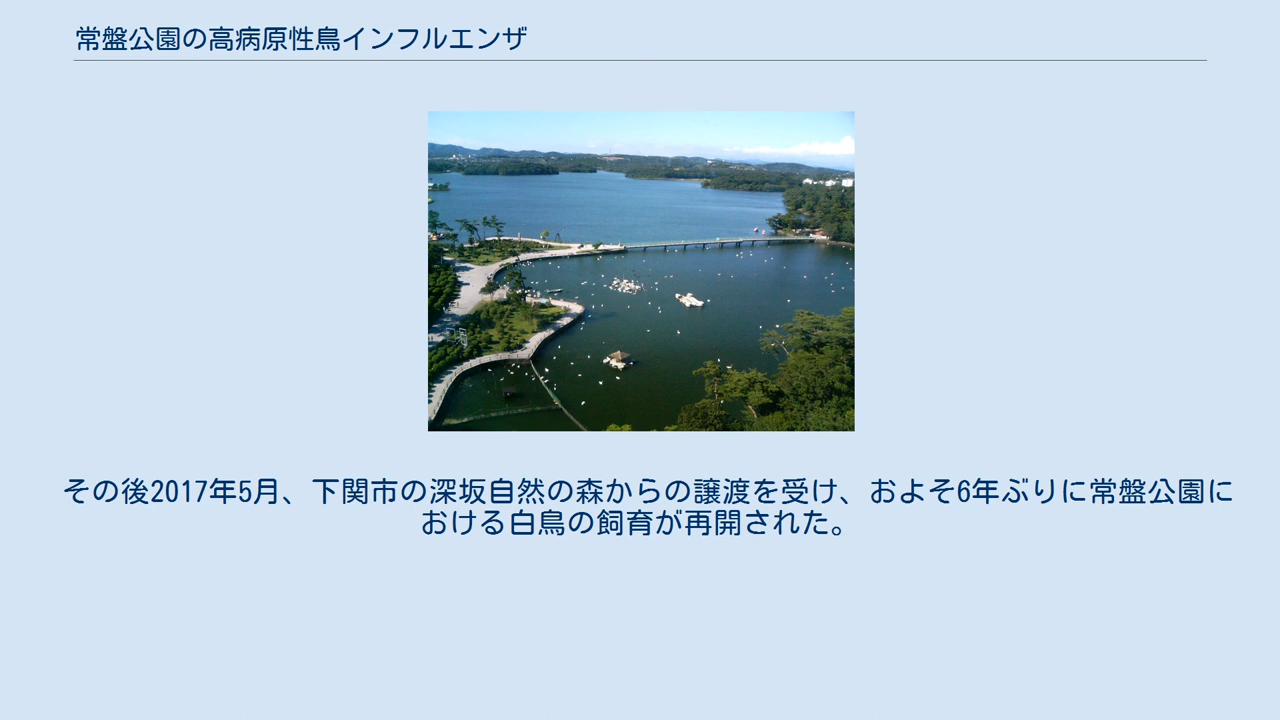 常盤公園の高病原性鳥インフルエンザ
その後2017年5月、下関市の深坂自然の森からの譲渡を受け、およそ6年ぶりに常盤公園に
おける白鳥の飼育が再開された。